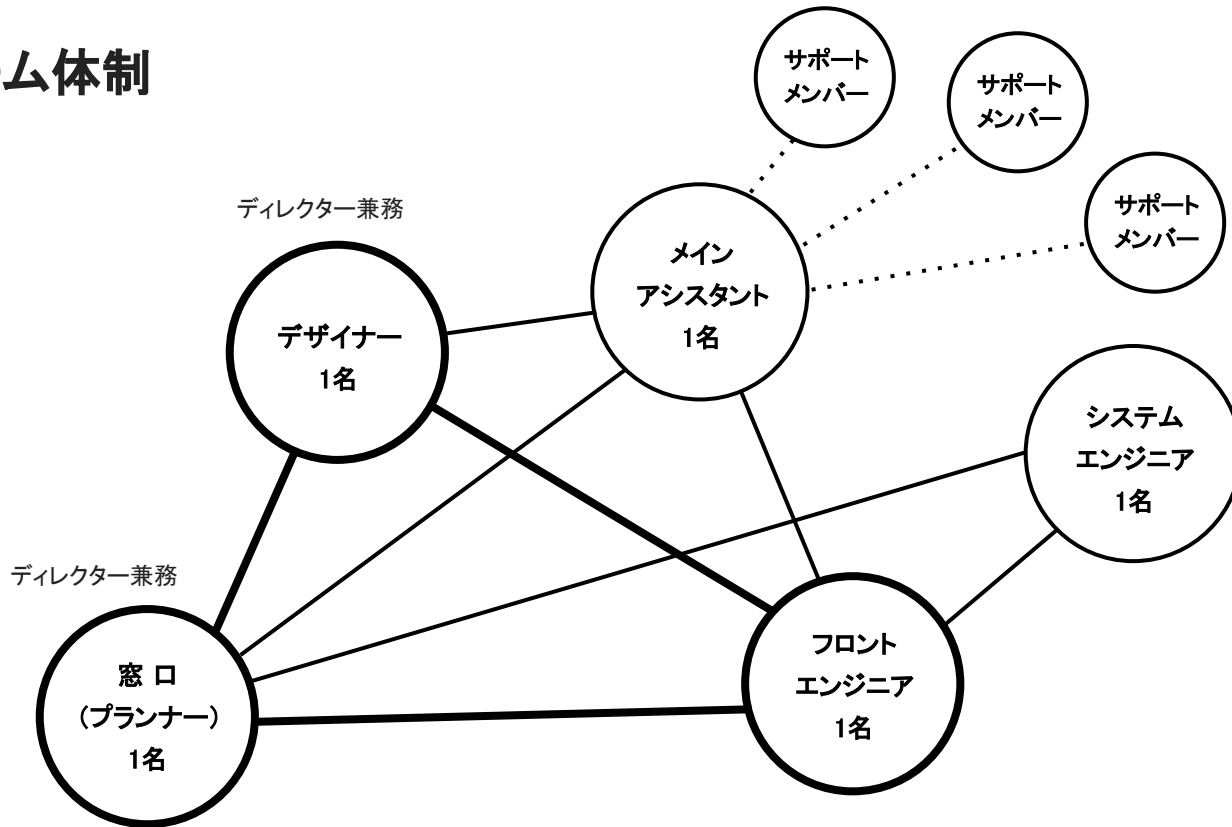 ム体制
サポート
メンバー
サポート
メンバー
サポート
メンバー
ディレクター兼務
メイン
アシスタント
1名
デザイナー
1名
システム
エンジニア
1名
ディレクター兼務
窓 口
（プランナー）
1名
フロント
エンジニア
1名